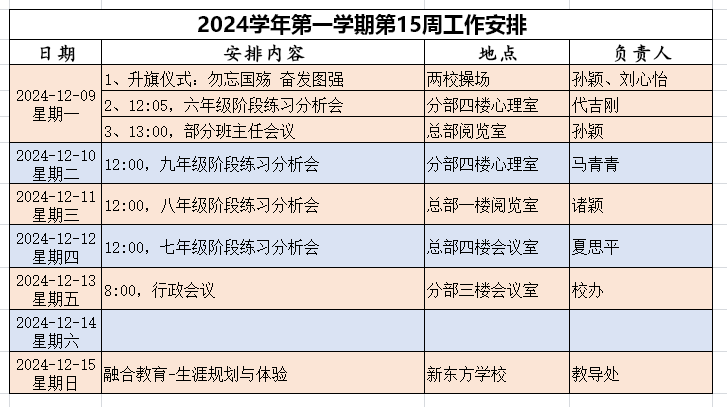 2024学年第一学期第15周工作安排
日期 安排内容 地点 负责人
2024-12-09
星期一
1、升旗仪式：勿忘国殇 奋发图强 两校操场 孙颖、刘心怡
2、12:05，六年级阶段练习分析会 分部四楼心理室 代吉刚
3、13:00，部分班主任会议 总部阅览室 孙颖
2024-12-10
星期二
12:00，九年级阶段练习分析会 分部四楼心理室 马青青
2024-12-11
星期三
12:00，八年级阶段练习分析会 总部一楼阅览室 诸颖
2024-12-12
星期四
12:00，七年级阶段练习分析会 总部四楼会议室 夏思平
2024-12-13
星期五
8:00，行政会议 分部三楼会议室 校办
2024-12-14
星期六
2024-12-15
星期日
融合教育-生涯规划与体验 新东方学校 教导处